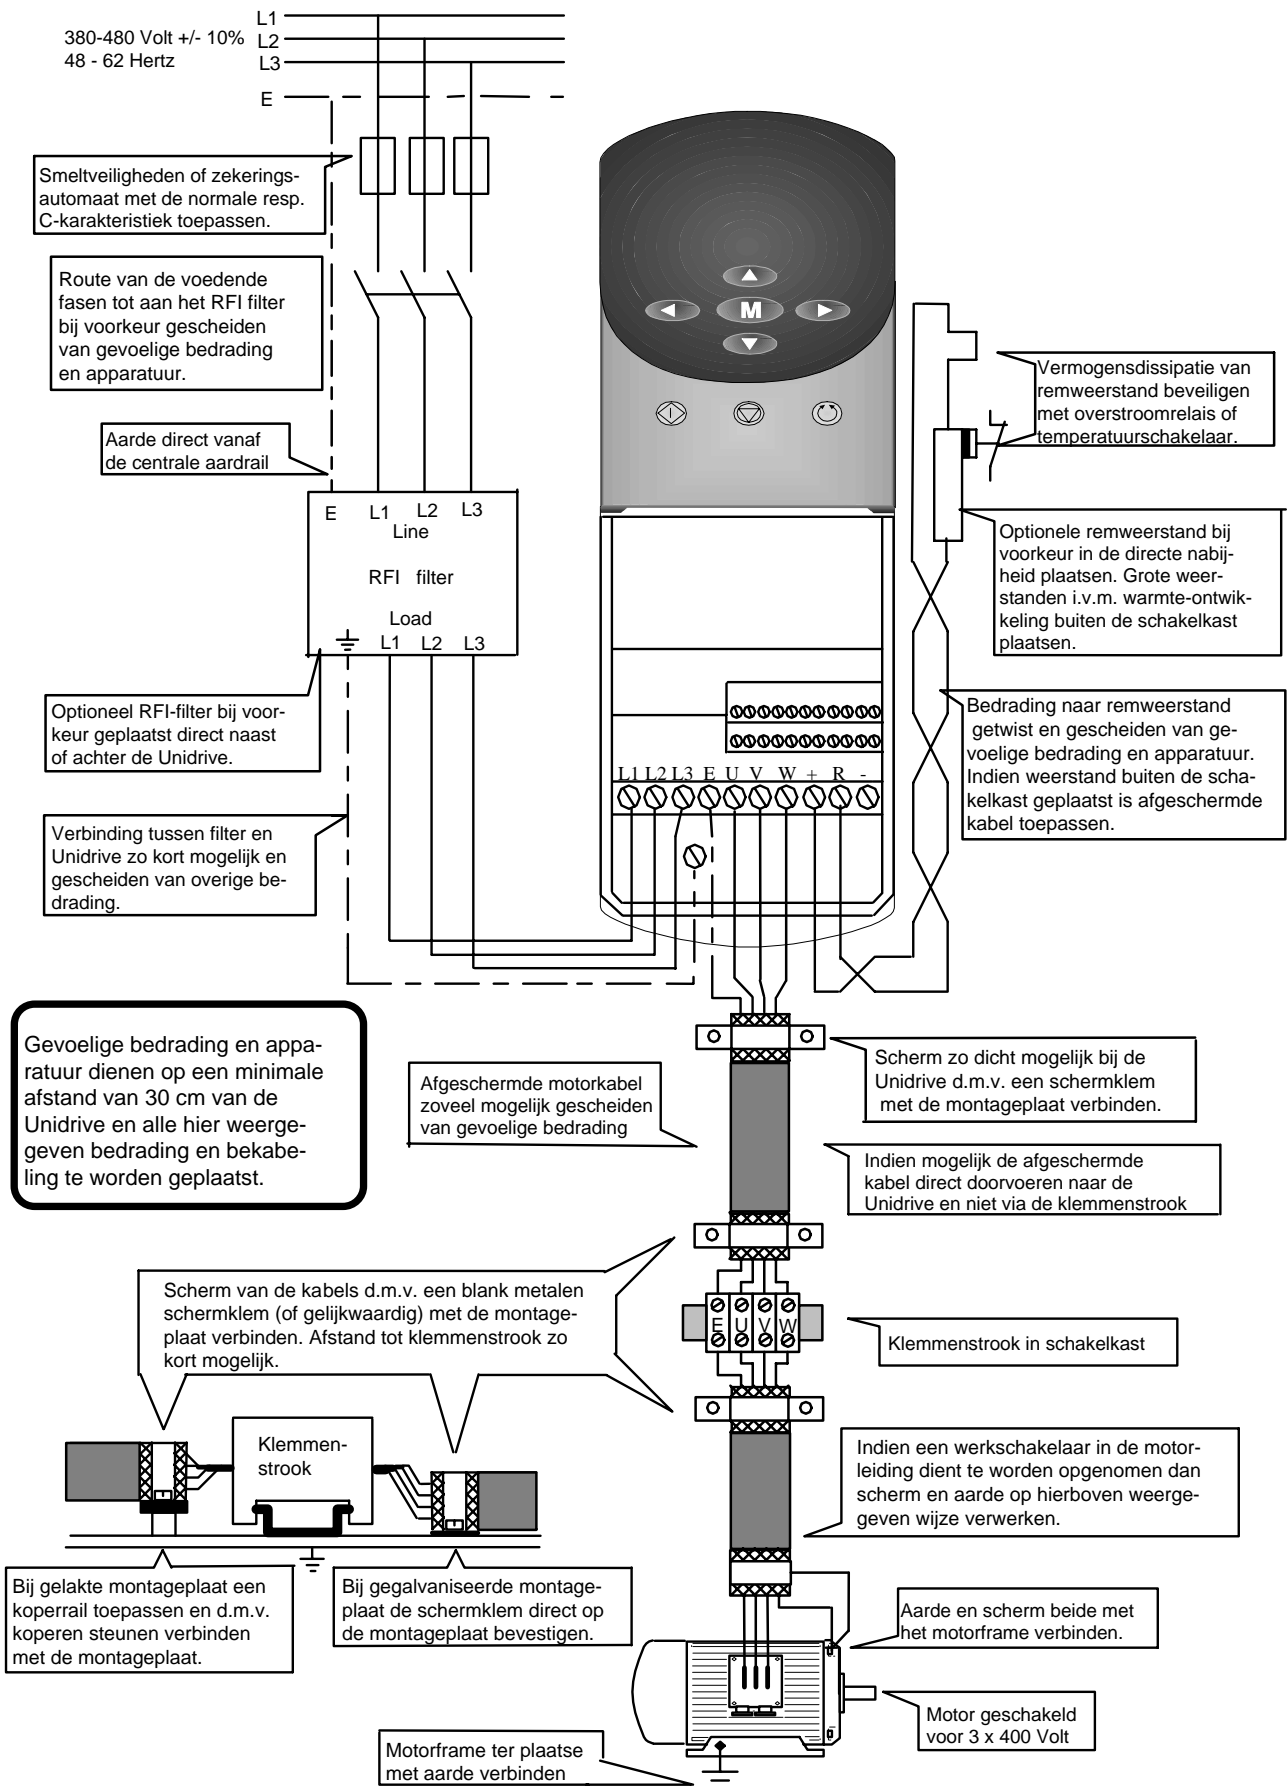 L1
380-480 Volt +/- 10% L2
48 - 62 Hertz L3
E
Smeltveiligheden of zekerings-
automaat met de normale resp.
C-karakteristiek toepassen.
Route van de voedende
fasen tot aan het RFI filter
bij voorkeur gescheiden
van gevoelige bedrading
en apparatuur.
Aarde direct vanaf
de centrale aardrail
E L1 L2 L3
Line
RFI filter
Load
L1 L2 L3
Optioneel RFI-filter bij voor-
keur geplaatst direct naast
of achter de Unidrive.
Verbinding tussen filter en
Unidrive zo kort mogelijk en
gescheiden van overige be-
drading.
M
Vermogensdissipatie van
remweerstand beveiligen
met overstroomrelais of
temperatuurschakelaar.
Optionele remweerstand bij
voorkeur in de directe nabij-
heid plaatsen. Grote weer-
standen i.v.m. warmte-ontwik-
keling buiten de schakelkast
plaatsen.
Bedrading naar remweerstand
getwist en gescheiden van ge-
voelige bedrading en apparatuur.
Indien weerstand buiten de scha-
kelkast geplaatst is afgeschermde
kabel toepassen.
L1 L2 L3 E U V W + R -
Gevoelige bedrading en appa-
ratuur dienen op een minimale
afstand van 30 cm van de
Unidrive en alle hier weerge-
geven bedrading en bekabe-
ling te worden geplaatst.
Afgeschermde motorkabel
zoveel mogelijk gescheiden
van gevoelige bedrading
Scherm zo dicht mogelijk bij de
Unidrive d.m.v. een schermklem
met de montageplaat verbinden.
Indien mogelijk de afgeschermde
kabel direct doorvoeren naar de
Unidrive en niet via de klemmenstrook
Scherm van de kabels d.m.v. een blank metalen
schermklem (of gelijkwaardig) met de montage-
plaat verbinden. Afstand tot klemmenstrook zo
kort mogelijk.
E U V W
Klemmenstrook in schakelkast
Klemmen-
strook
Indien een werkschakelaar in de motor-
leiding dient te worden opgenomen dan
scherm en aarde op hierboven weerge-
geven wijze verwerken.
Bij gelakte montageplaat een
koperrail toepassen en d.m.v.
koperen steunen verbinden
met de montageplaat.
Bij gegalvaniseerde montage-
plaat de schermklem direct op
de montageplaat bevestigen.
Aarde en scherm beide met
het motorframe verbinden.
Motor geschakeld
voor 3 x 400 Volt
Motorframe ter plaatse
met aarde verbinden